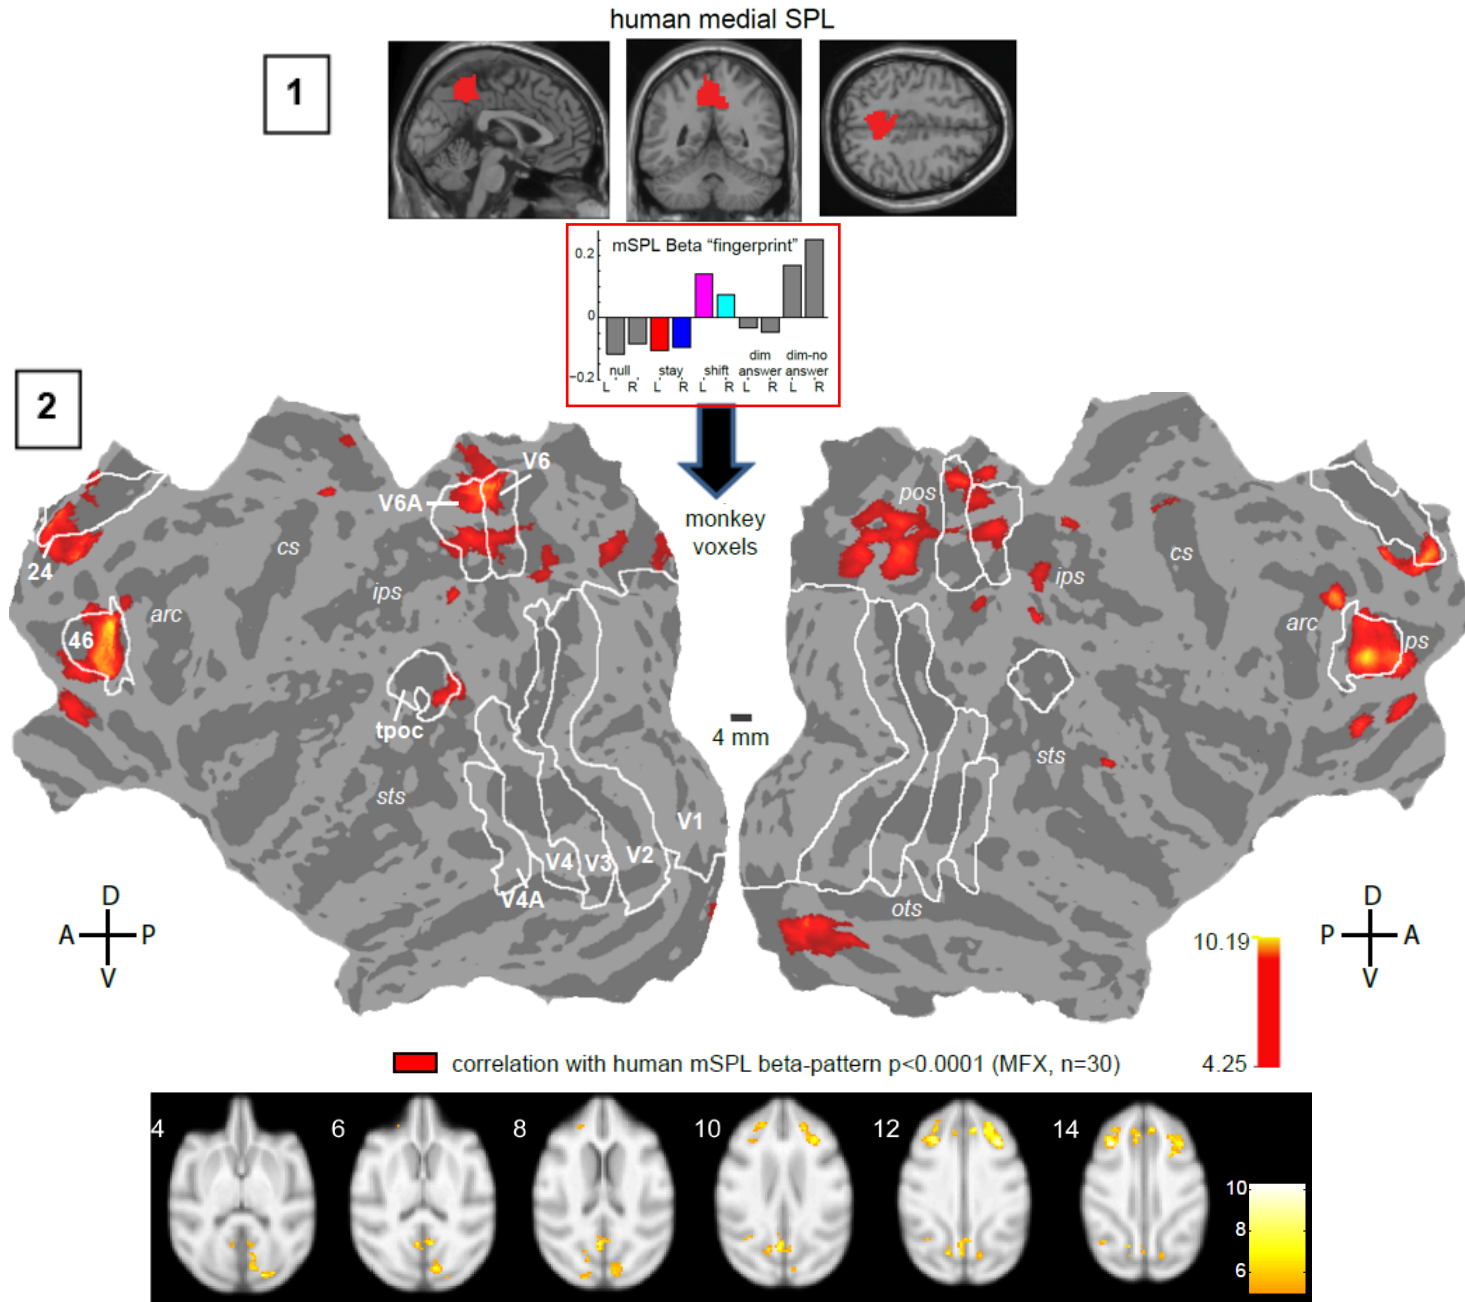 human medial SPL
1
mSPL Beta “fingerprint”
0.2
0
−0.2
null
stay
shift
dim answer
dim-no answer
L R L R L R L R L R
2
V6
V6A
24
46
cs
ips
arc
tpoc
sts
V1
V2
V3
V4
V4A
monkey
voxels
4 mm
pos
ips
cs
arc
ps
sts
ots
D
A P
V
D
P A
V
10.19
4.25
correlation with human mSPL beta-pattern p<0.0001 (MFX, n=30)
4 6 8 10 12 14
10
8
6